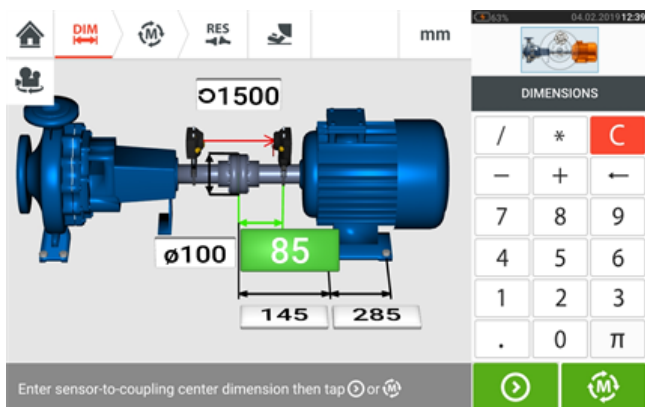 DIM
M
RES
mm
63%
04.02.2019 12:39
DIMENSIONS
1500
ø100
85
145
285
/ * C
− + ←
7 8 9
4 5 6
1 2 3
. 0 π
Enter sensor-to-coupling center dimension then tap or M
M